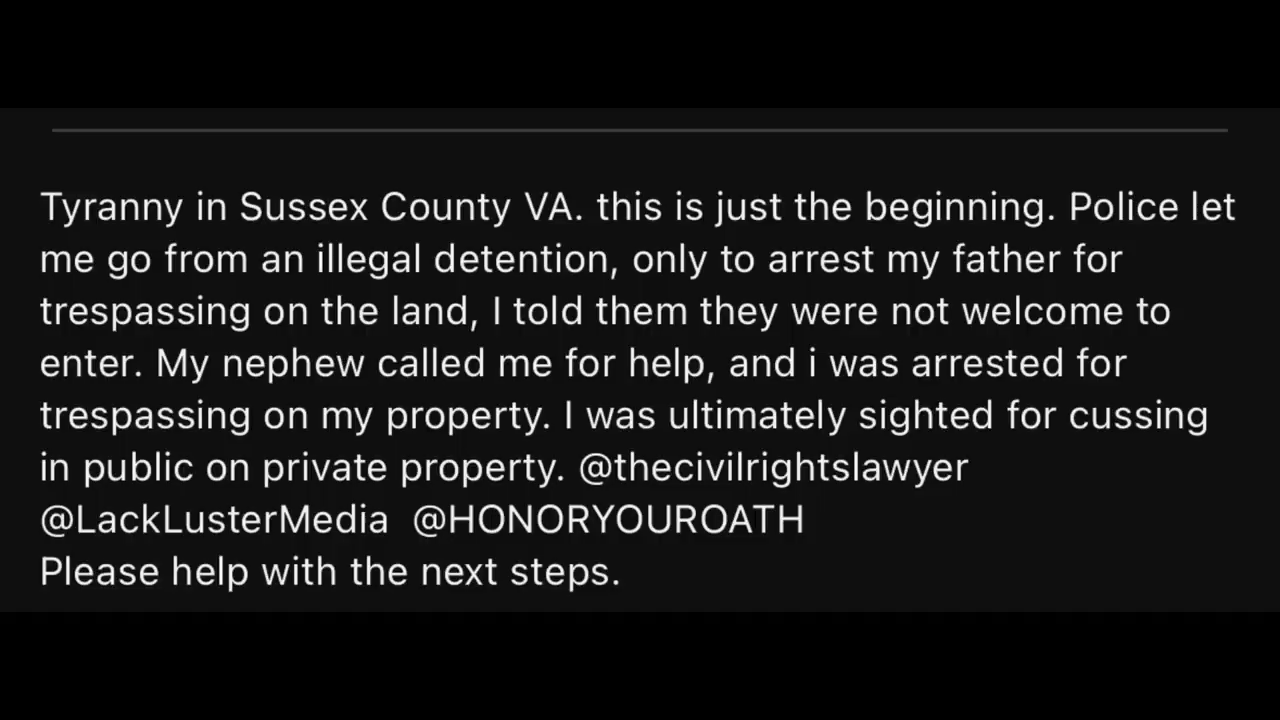 Tyranny in Sussex County VA. this is just the beginning. Police let
me go from an illegal detention, only to arrest my father for
trespassing on the land, I told them they were not welcome to
enter. My nephew called me for help, and i was arrested for
trespassing on my property. I was ultimately sighted for cussing
in public on private property. @thecivilrightslawyer
@LackLusterMedia  @HONORYOUROATH
Please help with the next steps.